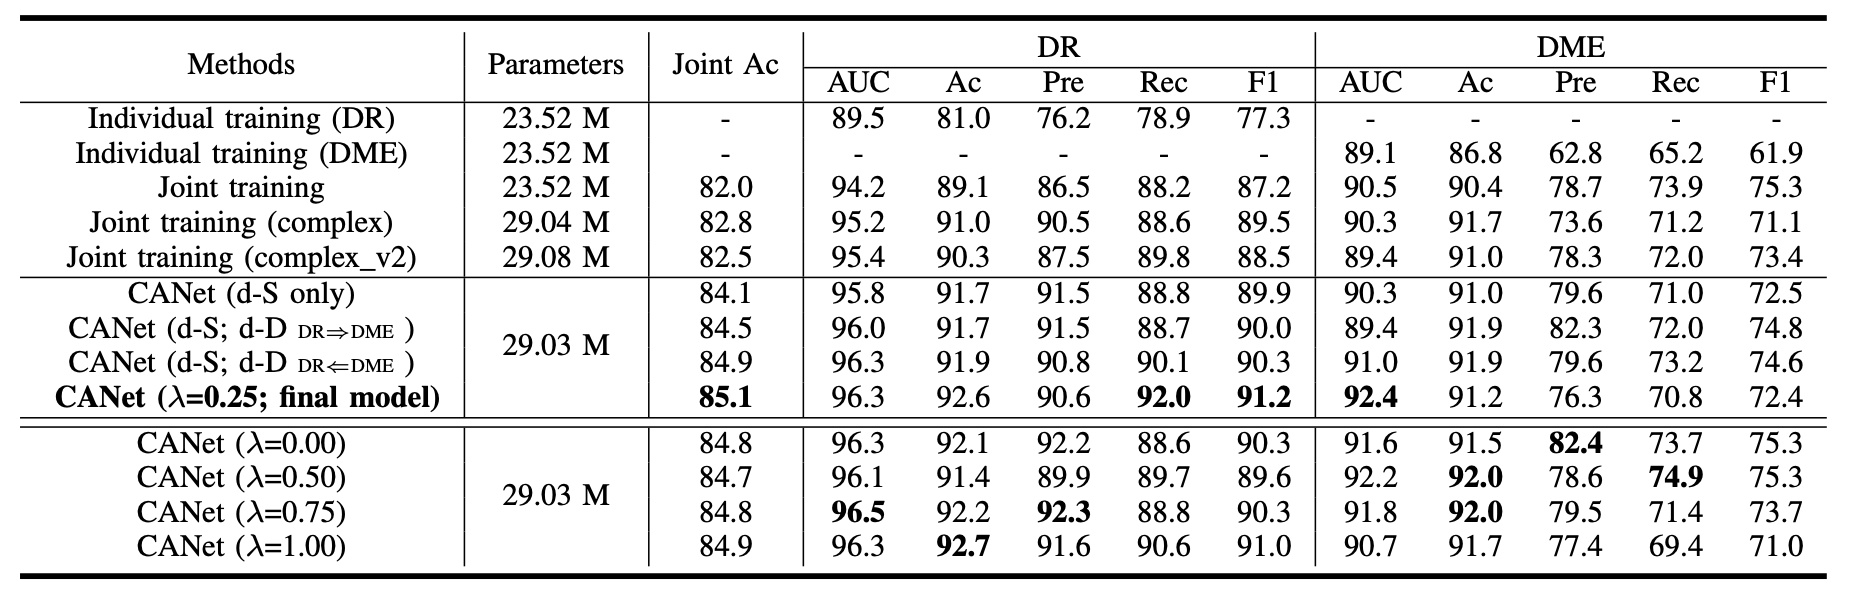 Methods Parameters Joint Ac DR DME
AUC Ac Pre Rec F1 AUC Ac Pre Rec F1
Individual training (DR) 23.52 M - 89.5 81.0 76.2 78.9 77.3 - - - - -
Individual training (DME) 23.52 M - - - - - - 89.1 86.8 62.8 65.2 61.9
Joint training 23.52 M 82.0 94.2 89.1 86.5 88.2 87.2 90.5 90.4 78.7 73.9 75.3
Joint training (complex) 29.04 M 82.8 95.2 91.0 90.5 88.6 89.5 90.3 91.7 73.6 71.2 71.1
Joint training (complex_v2) 29.08 M 82.5 95.4 90.3 87.5 89.8 88.5 89.4 91.0 78.3 72.0 73.4
CANet (d-S only) 84.1 95.8 91.7 91.5 88.8 89.9 90.3 91.0 79.6 71.0 72.5
CANet (d-S; d-D DR⇒DME ) 84.5 96.0 91.7 91.5 88.7 90.0 89.4 91.9 82.3 72.0 74.8
29.03 M
CANet (d-S; d-D DR⇐DME ) 84.9 96.3 91.9 90.8 90.1 90.3 91.0 91.9 79.6 73.2 74.6
CANet (λ=0.25; final model) 85.1 96.3 92.6 90.6 92.0 91.2 92.4 91.2 76.3 70.8 72.4
CANet (λ=0.00) 84.8 96.3 92.1 92.2 88.6 90.3 91.6 91.5 82.4 73.7 75.3
CANet (λ=0.50) 84.7 96.1 91.4 89.9 89.7 89.6 92.2 92.0 78.6 74.9 75.3
29.03 M
CANet (λ=0.75) 84.8 96.5 92.2 92.3 88.8 90.3 91.8 92.0 79.5 71.4 73.7
CANet (λ=1.00) 84.9 96.3 92.7 91.6 90.6 91.0 90.7 91.7 77.4 69.4 71.0